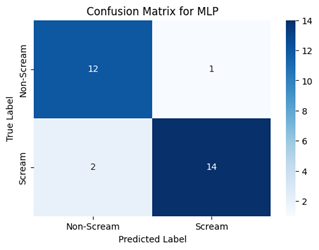 Confusion Matrix for MLP
True Label
Non-Scream
Scream
12
1
2
14
Non-Scream
Scream
Predicted Label
14
12
10
8
6
4
2